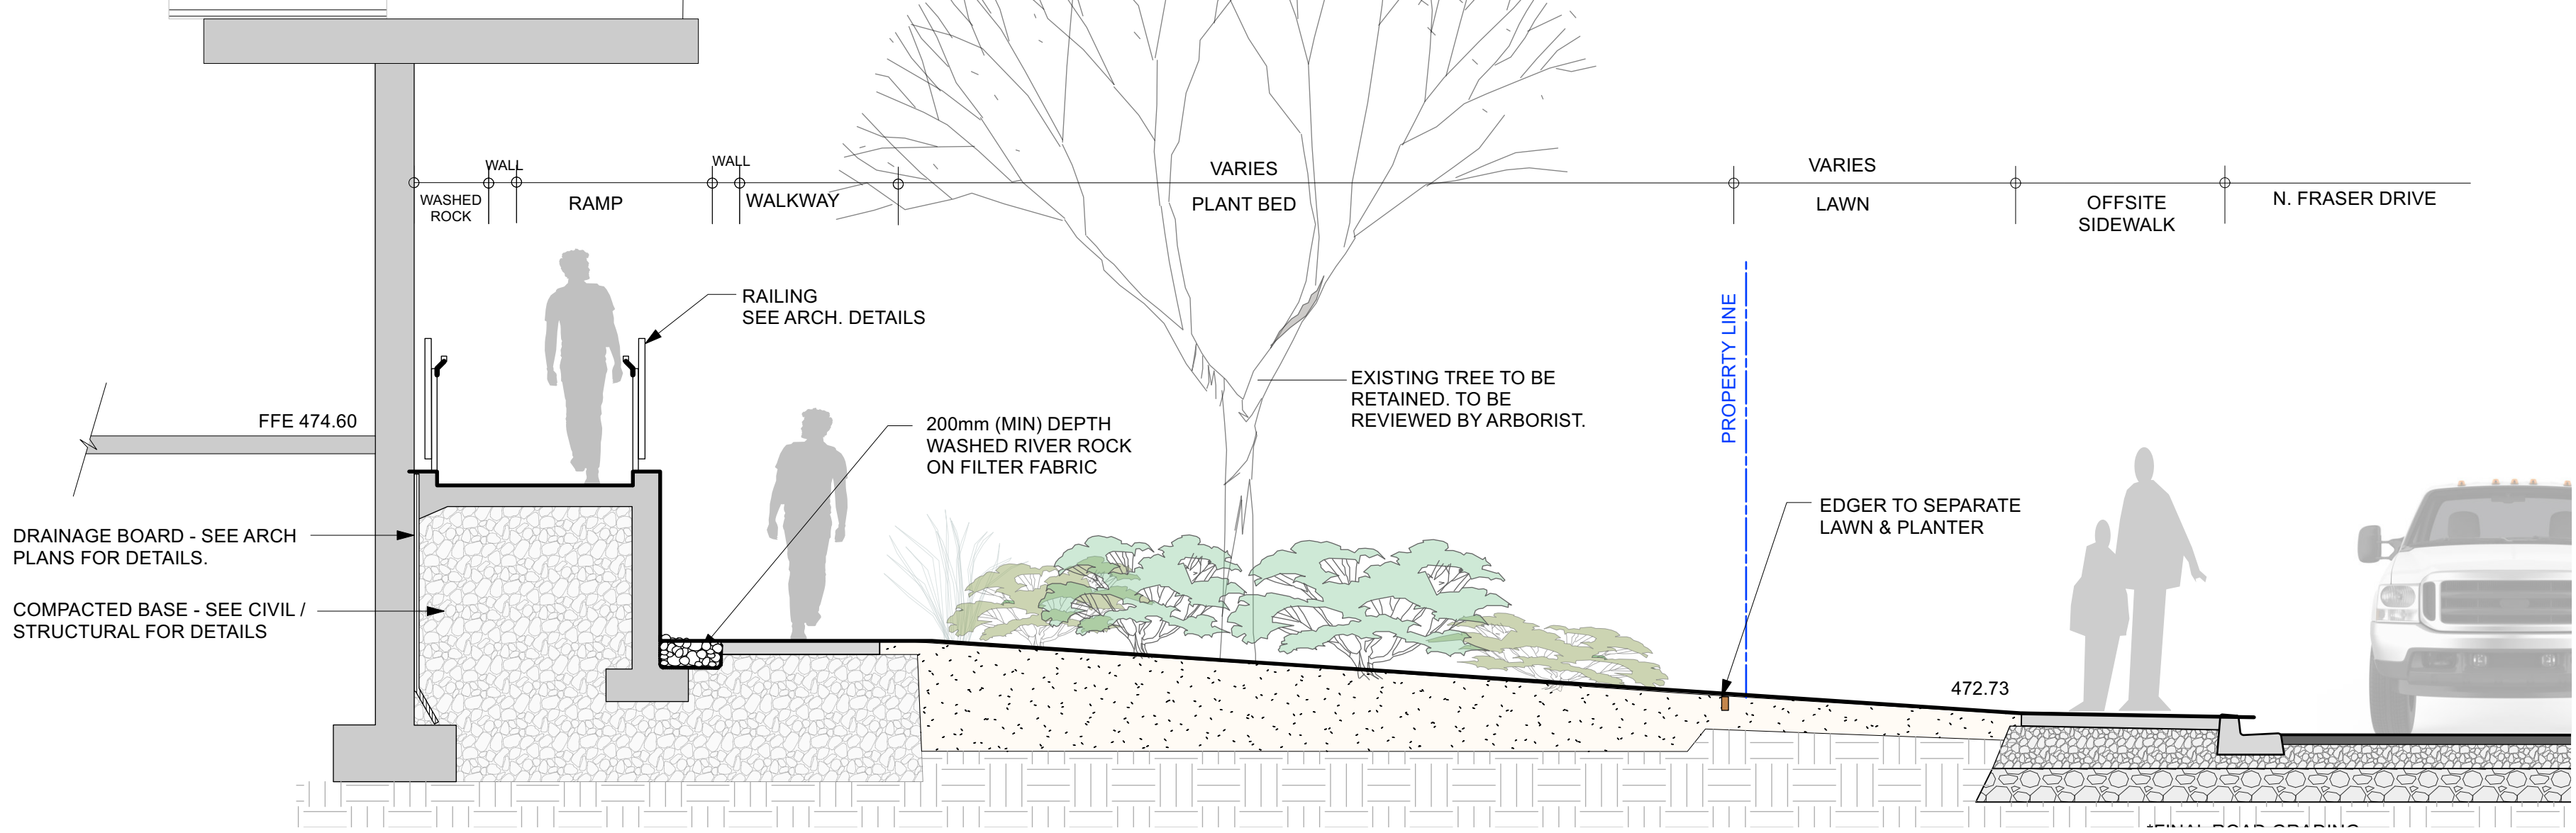 WALL
WALL
VARIES
VARIES
WASHED
ROCK
RAMP
WALKWAY
PLANT BED
LAWN
OFFSITE
SIDEWALK
N. FRASER DRIVE
RAILING
SEE ARCH. DETAILS
PROPERTY LINE
EXISTING TREE TO BE
RETAINED. TO BE
REVIEWED BY ARBORIST.
FFE 474.60
200mm (MIN) DEPTH
WASHED RIVER ROCK
ON FILTER FABRIC
EDGER TO SEPARATE
LAWN & PLANTER
DRAINAGE BOARD - SEE ARCH
PLANS FOR DETAILS.
COMPACTED BASE - SEE CIVIL /
STRUCTURAL FOR DETAILS
472.73
*FINAL ROAD GRADING